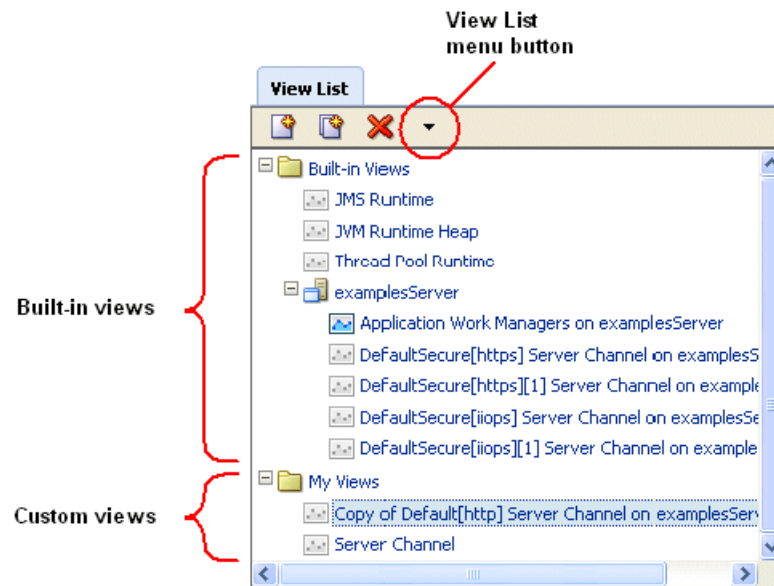 View List
menu button
View List
Built-in Views
JMS Runtime
JVM Runtime Heap
Thread Pool Runtime
examplesServer
Built-in views
Application Work Managers on examplesServer
DefaultSecure[https] Server Channel on examplesS
DefaultSecure[https][1] Server Channel on example
DefaultSecure[iiops] Server Channel on examplesSe
DefaultSecure[iiops][1] Server Channel on example
My Views
Custom views
Copy of Default[http] Server Channel on examplesServ
Server Channel